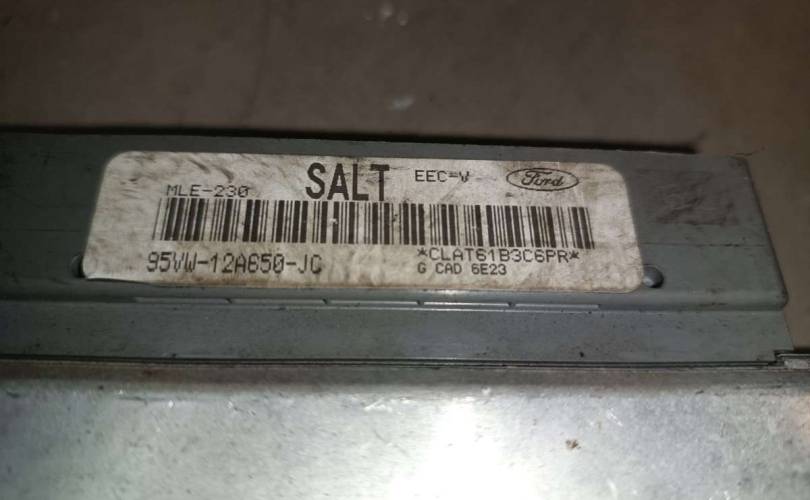 SALT EEC-V Ford
MLE-230
95VW-12A650-JC *CLAT61B3C6PR*
G CAD 6E23